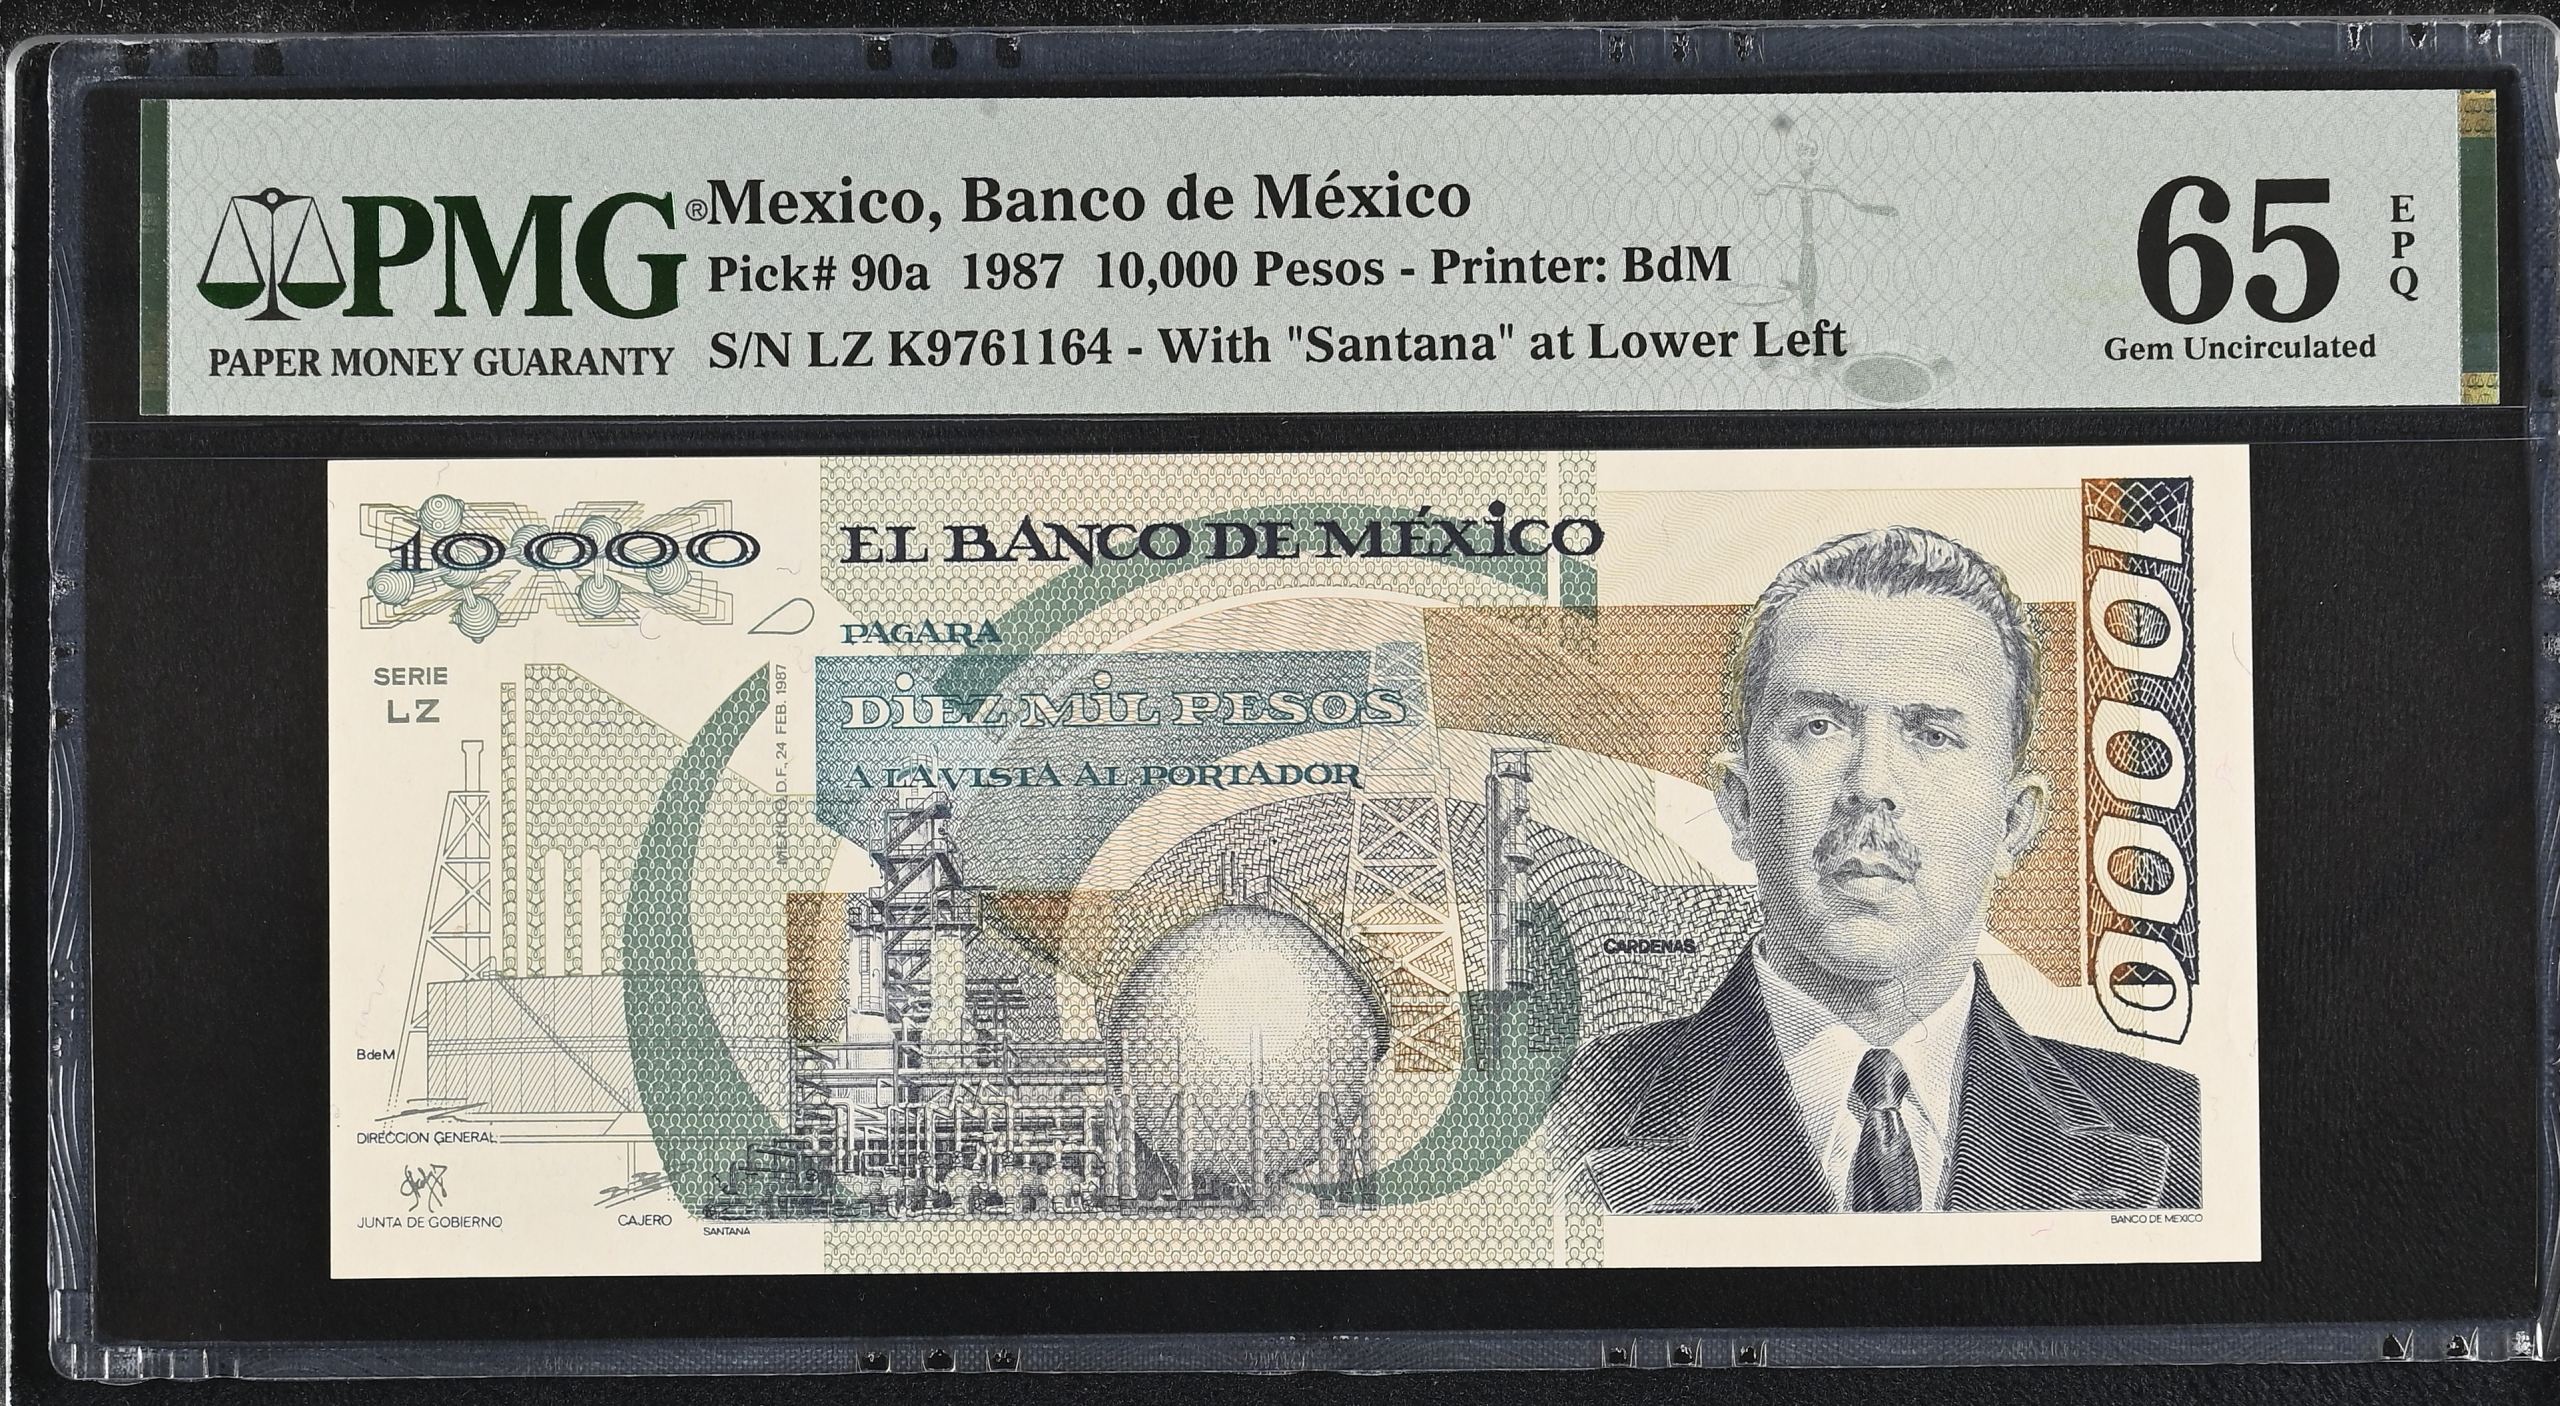 PMG®
PAPER MONEY GUARANTY
Mexico, Banco de México
Pick# 90a 1987 10,000 Pesos - Printer: BdM
S/N LZ K9761164 - With "Santana" at Lower Left
65
EPQ
Gem Uncirculated
10000
EL BANCO DE MÉXICO
PAGARA
DIEZ MIL PESOS
A LA VISTA AL PORTADOR
SERIE
LZ
MEXICO, D.F., 24 FEB. 1987
10000
CARDENAS
BdeM
DIRECCION GENERAL
JUNTA DE GOBIERNO
CAJERO
SANTANA
BANCO DE MEXICO